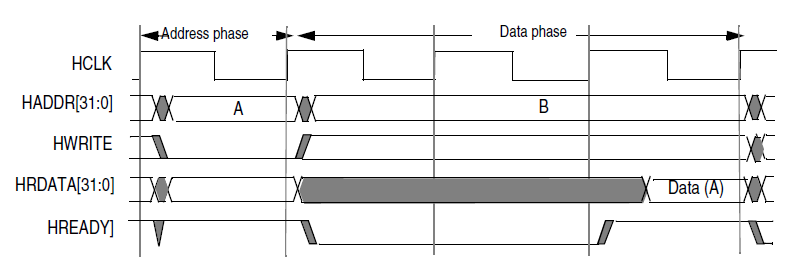 Address phase
Data phase
HCLK
HADDR[31:0]
A
B
HWRITE
HRDATA[31:0]
Data (A)
HREADY]